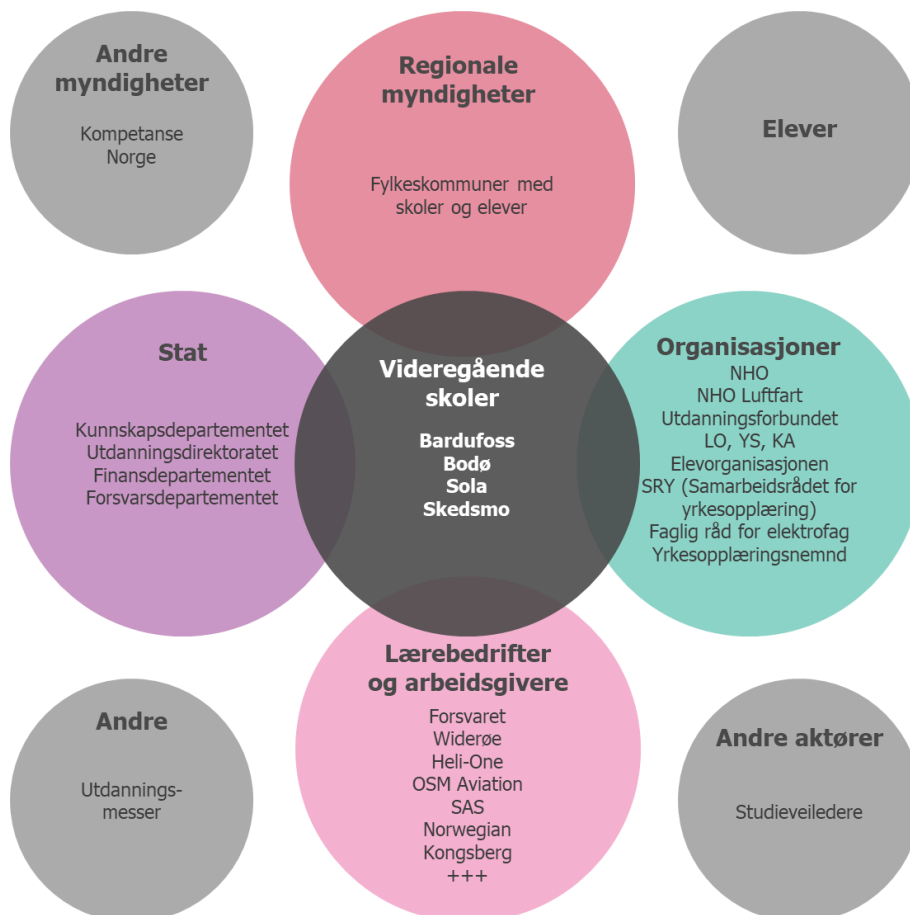 Andre
myndigheter
Kompetanse
Norge
Regionale
myndigheter
Fylkeskommuner med
skoler og elever
Elever
Stat
Kunnskapsdepartementet
Utdanningsdirektoratet
Finansdepartementet
Forsvarsdepartementet
Videregående
skoler
Bardufoss
Bodø
Sola
Skedsmo
Organisasjoner
NHO
NHO Luftfart
Utdanningsforbundet
LO, YS, KA
Elevorganisasjonen
SRY (Samarbeidsrådet for
yrkesopplæring)
Faglig råd for elektrofag
Yrkesopplæringsnemnd
Andre
Utdannings-
messer
Lærebedrifter
og arbeidsgivere
Forsvaret
Widerøe
Heli-One
OSM Aviation
SAS
Norwegian
Kongsberg
+++
Andre aktører
Studieveiledere